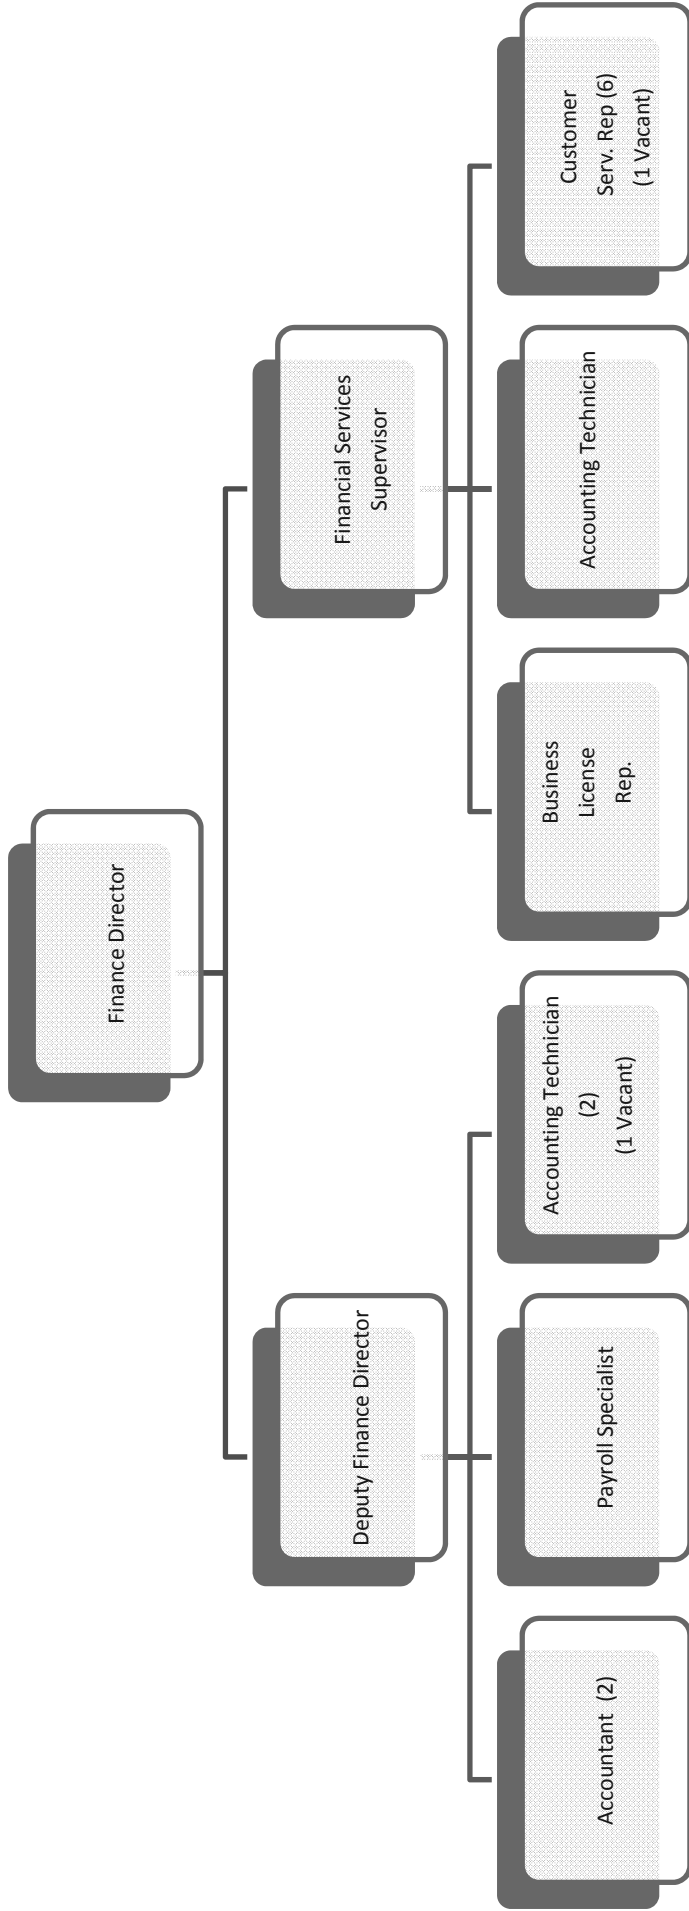 Finance Director
Deputy Finance Director
Financial Services
Supervisor
Accountant (2)
Payroll Specialist
Accounting Technician
(2)
(1 Vacant)
Business
License
Rep.
Accounting Technician
Customer
Serv. Rep (6)
(1 Vacant)